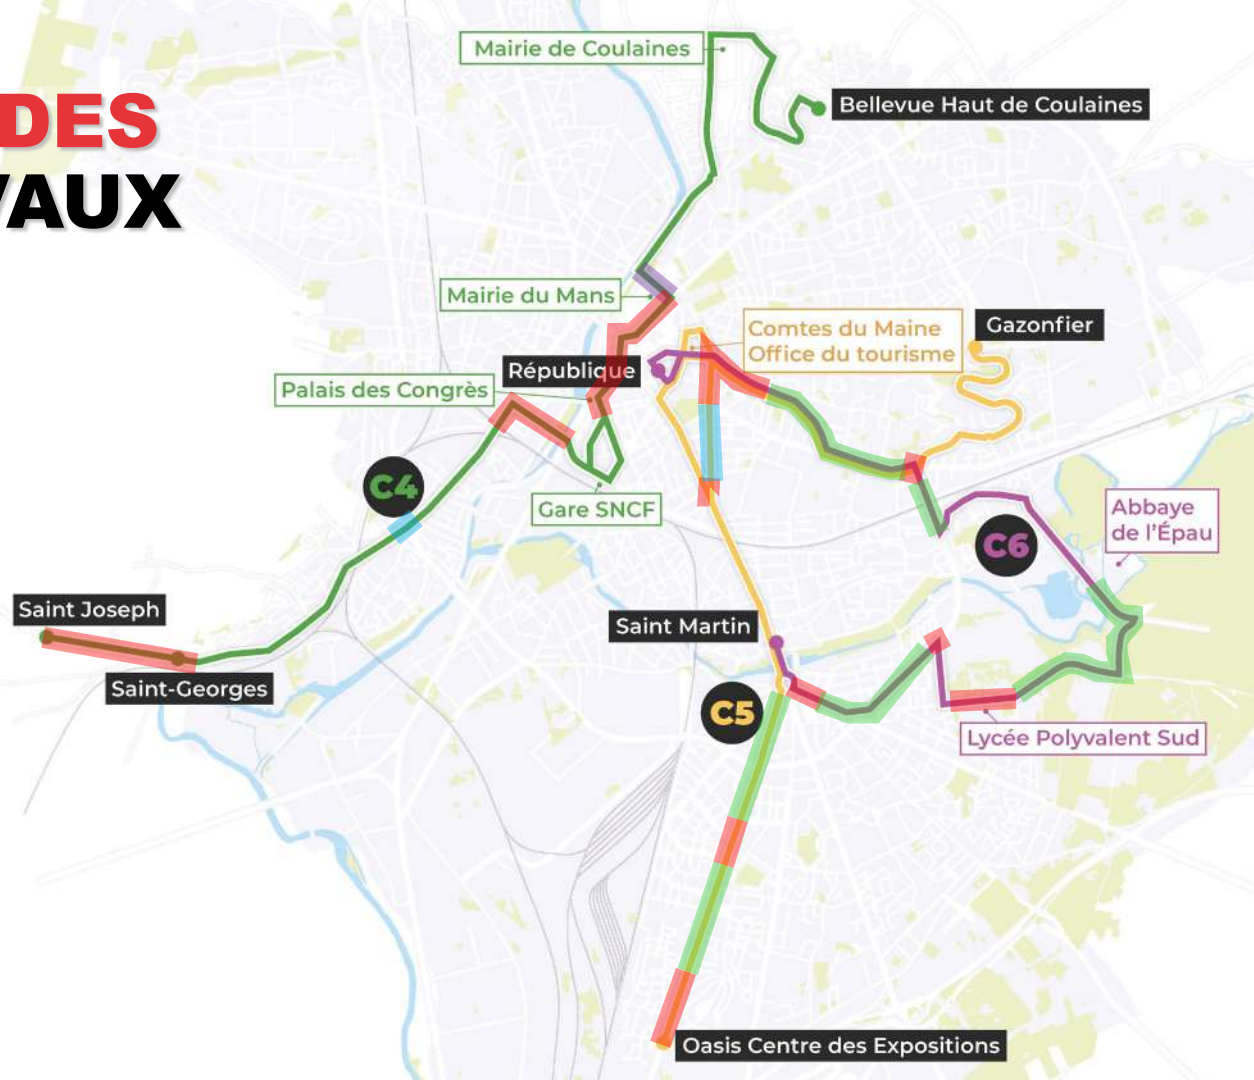 DES
VAUX
Mairie de Coulaines
Bellevue Haut de Coulaines
Mairie du Mans
Comtes du Maine
Office du tourisme
Gazonfier
République
Palais des Congrès
C4
Gare SNCF
Abbaye
de l'Épau
C6
Saint Joseph
Saint Martin
Saint-Georges
C5
Lycée Polyvalent Sud
Oasis Centre des Expositions